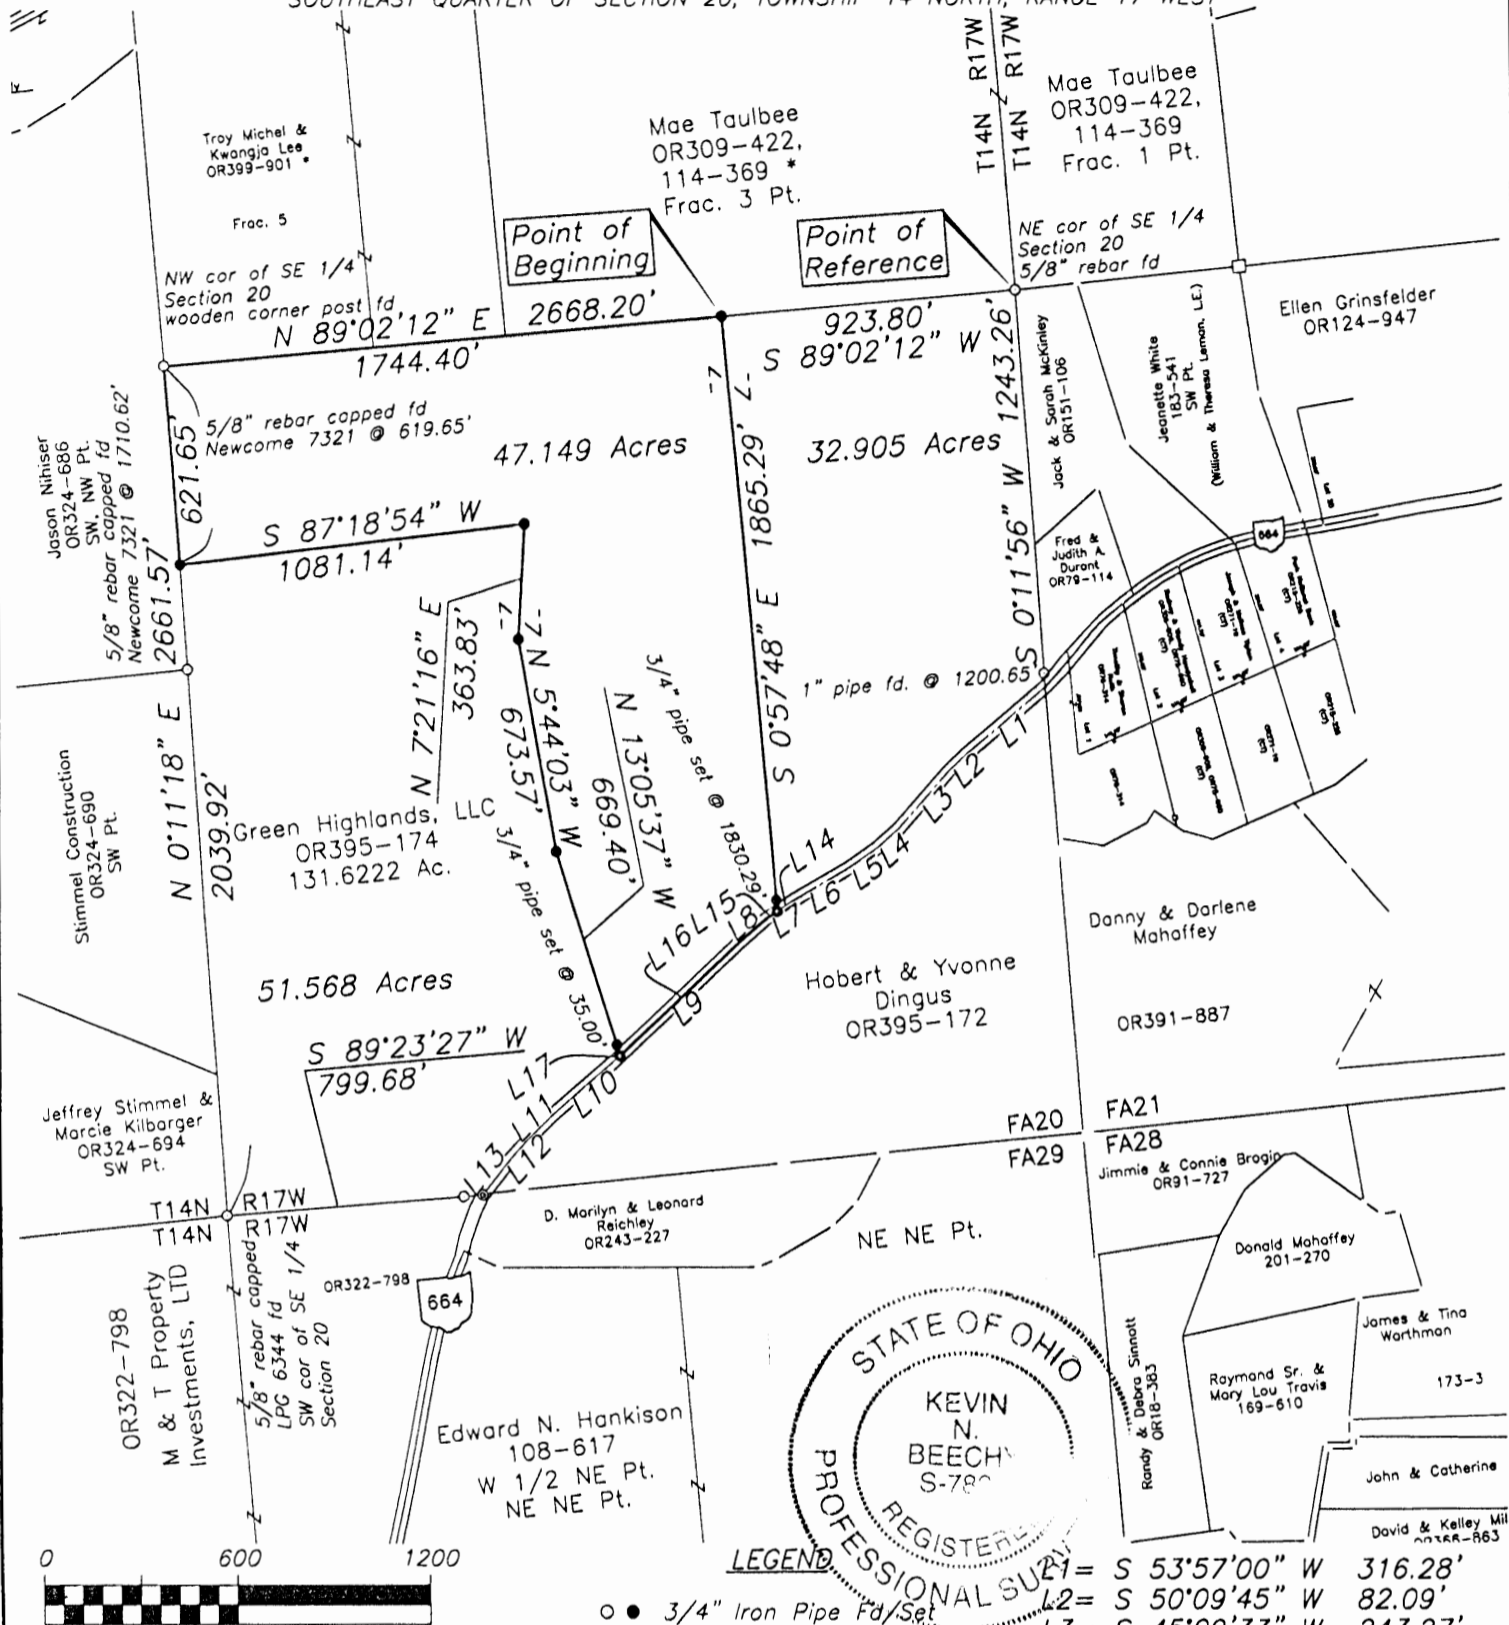 SOUTHEAST QUARTER OF SECTION 20, TOWNSHIP 14 NORTH, RANGE 17 WEST
Troy Michel &
Kwangja Lee
OR399-901 *
Frac. 5
Mae Taulbee
OR309-422,
114-369 *
Frac. 3 Pt.
T14N R17W
T14N R17W
Mae Taulbee
OR309-422,
114-369
Frac. 1 Pt.
Point of
Beginning
Point of
Reference
NE cor of SE 1/4
Section 20
5/8" rebar fd
NW cor of SE 1/4
Section 20
wooden corner post fd
N 89°02'12" E 2668.20'
1744.40'
923.80'
S 89°02'12" W
Ellen Grinsfelder
OR124-947
Jack & Sarah McKinley
OR151-106
Jeanette White
183-541
SW Pt.
(William & Theresa Lemon, LE)
Jason Nihiser
OR324-686
SW, NW Pt.
5/8" rebar capped fd
Newcome 7321 @ 1710.62'
621.65'
2661.57'
5/8" rebar capped fd
Newcome 7321 @ 619.65'
47.149 Acres
32.905 Acres
S 0°57'48" E 1865.29'
S 0°11'56" W 1243.26'
S 87°18'54" W
1081.14'
664
Fred &
Judith A.
Durant
OR79-114
N 7°21'16" E
363.83'
N 5°44'03" W
673.57'
N 13°05'37" W
669.40'
3/4" pipe set @ 1830.29'
1" pipe fd. @ 1200.65'
Stimmel Construction
OR324-690
SW Pt.
N 0°11'18" E
2039.92'
Green Highlands, LLC
OR395-174
131.6222 Ac.
3/4" pipe set @ 35.00'
L1
L2
L3
L4
L5
L6
L7
L14
L8
L15
L16
L9
51.568 Acres
Danny & Darlene
Mahaffey
Hobert & Yvonne
Dingus
OR395-172
OR391-887
S 89°23'27" W
799.68'
L17
L10
L11
L12
L13
Jeffrey Stimmel &
Marcie Kilbarger
OR324-694
SW Pt.
FA20 FA21
FA29 FA28
Jimmie & Connie Brogin
OR91-727
T14N R17W
T14N R17W
D. Marilyn & Leonard
Reichley
OR243-227
NE NE Pt.
Donald Mahaffey
201-270
OR322-798
M & T Property
Investments, LTD
5/8" rebar capped
LPG 6344 fd
SW cor of SE 1/4
Section 20
OR322-798
664
James & Tina
Worthman
173-3
Randy & Debra Sinnott
OR18-383
Raymond Sr. &
Mary Lou Travis
169-610
Edward N. Hankison
108-617
W 1/2 NE Pt.
NE NE Pt.
STATE OF OHIO
KEVIN
N.
REGISTERE
PROFESSIONAL SU
John & Catherine
David & Kelley Mil
0 600 1200
LEGEND
3/4" Iron Pipe Fd/Set
L1= S 53°57'00" W 316.28'
L2= S 50°09'45" W 82.09'